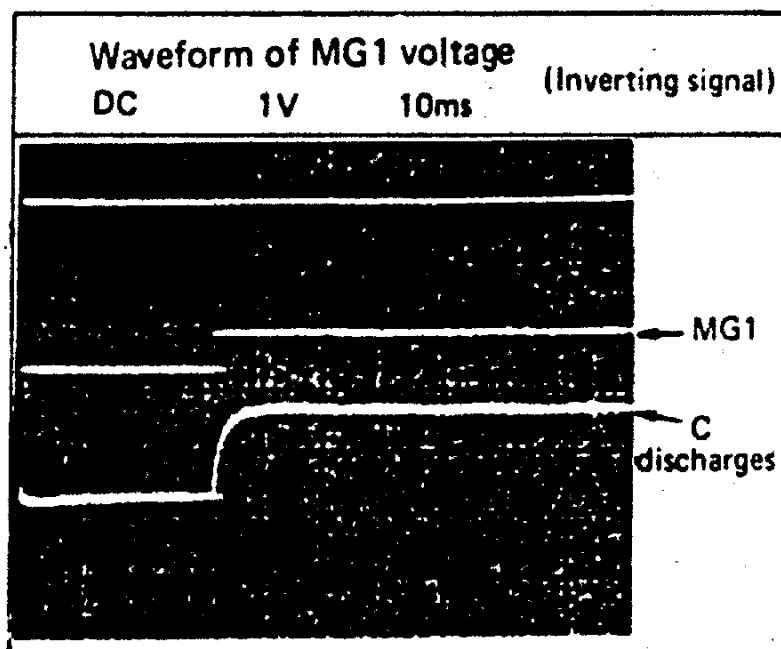 Waveform of MG1 voltage
(Inverting signal)
DC 1V 10ms
MG1
C
discharges